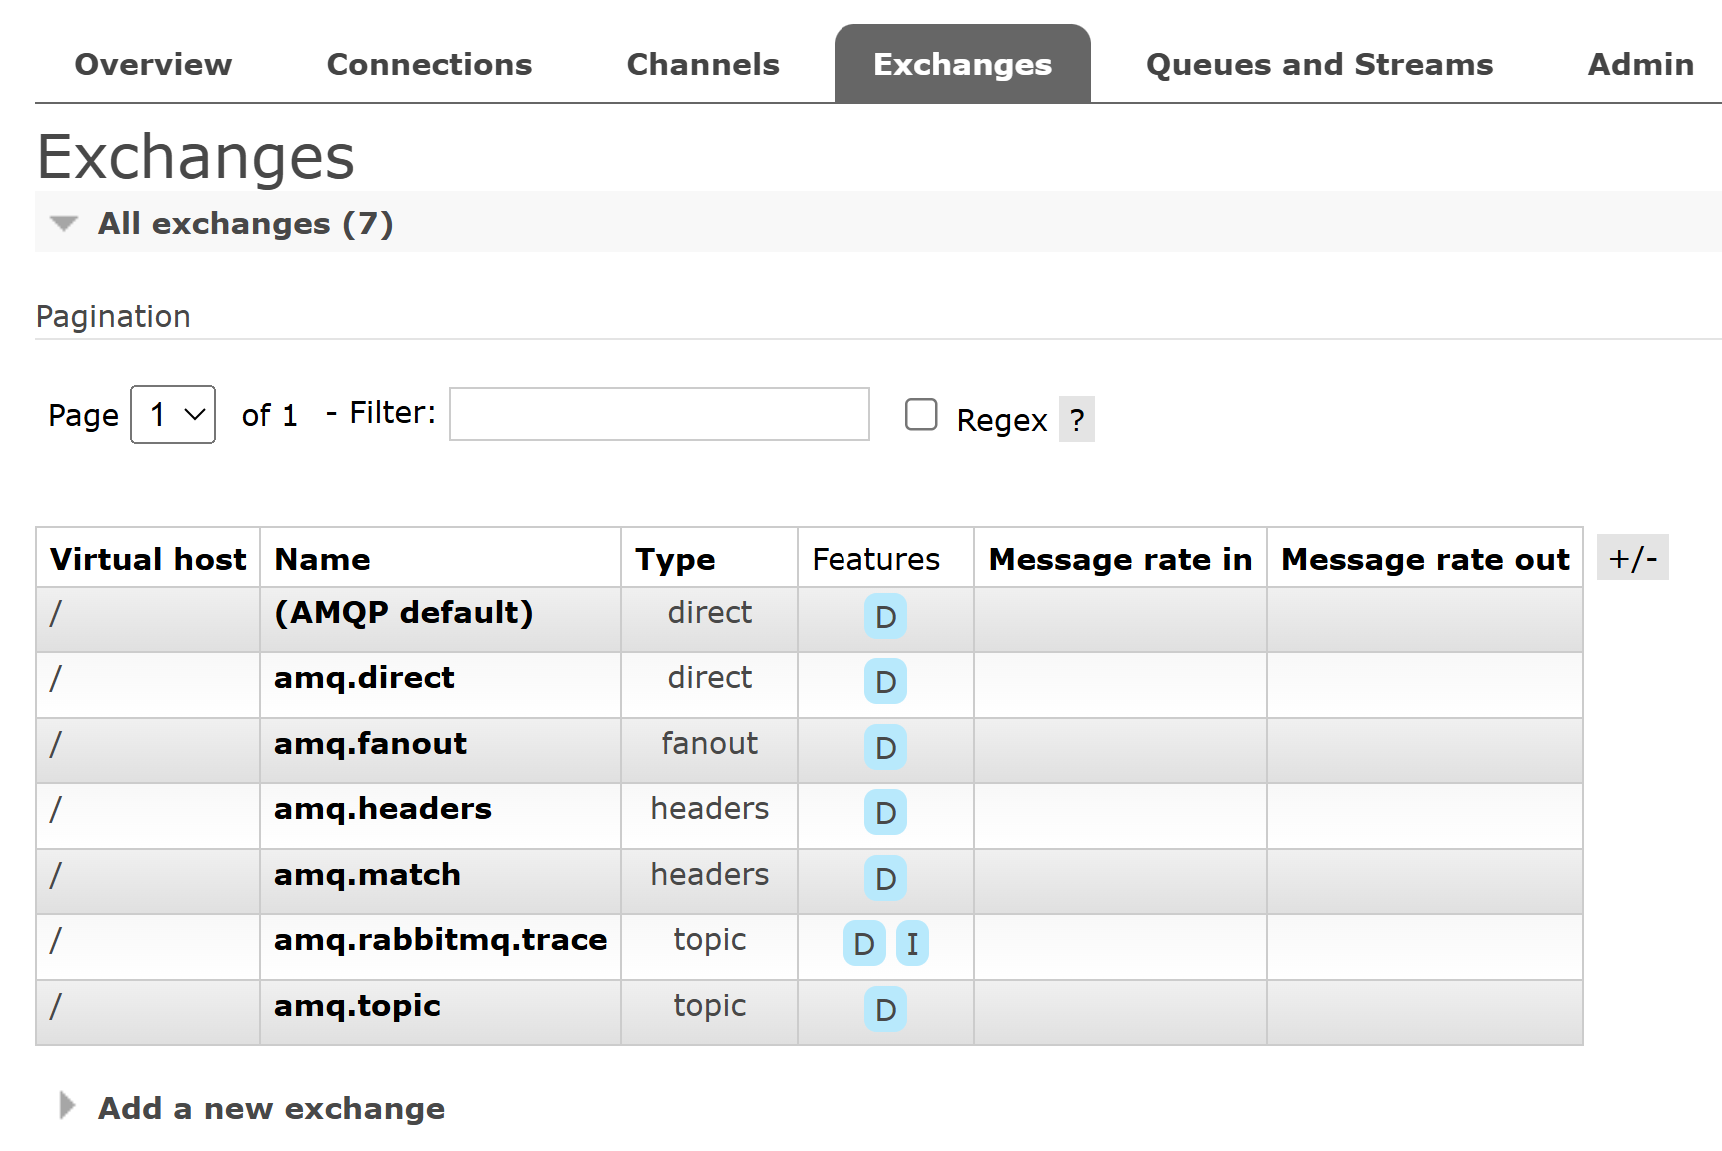 Overview Connections Channels Exchanges Queues and Streams Admin
Exchanges
All exchanges (7)
Pagination
Page 1 of 1 - Filter: Regex ?
Virtual host Name Type Features Message rate in Message rate out +/-
/ (AMQP default) direct D
/ amq.direct direct D
/ amq.fanout fanout D
/ amq.headers headers D
/ amq.match headers D
/ amq.rabbitmq.trace topic D I
/ amq.topic topic D
Add a new exchange